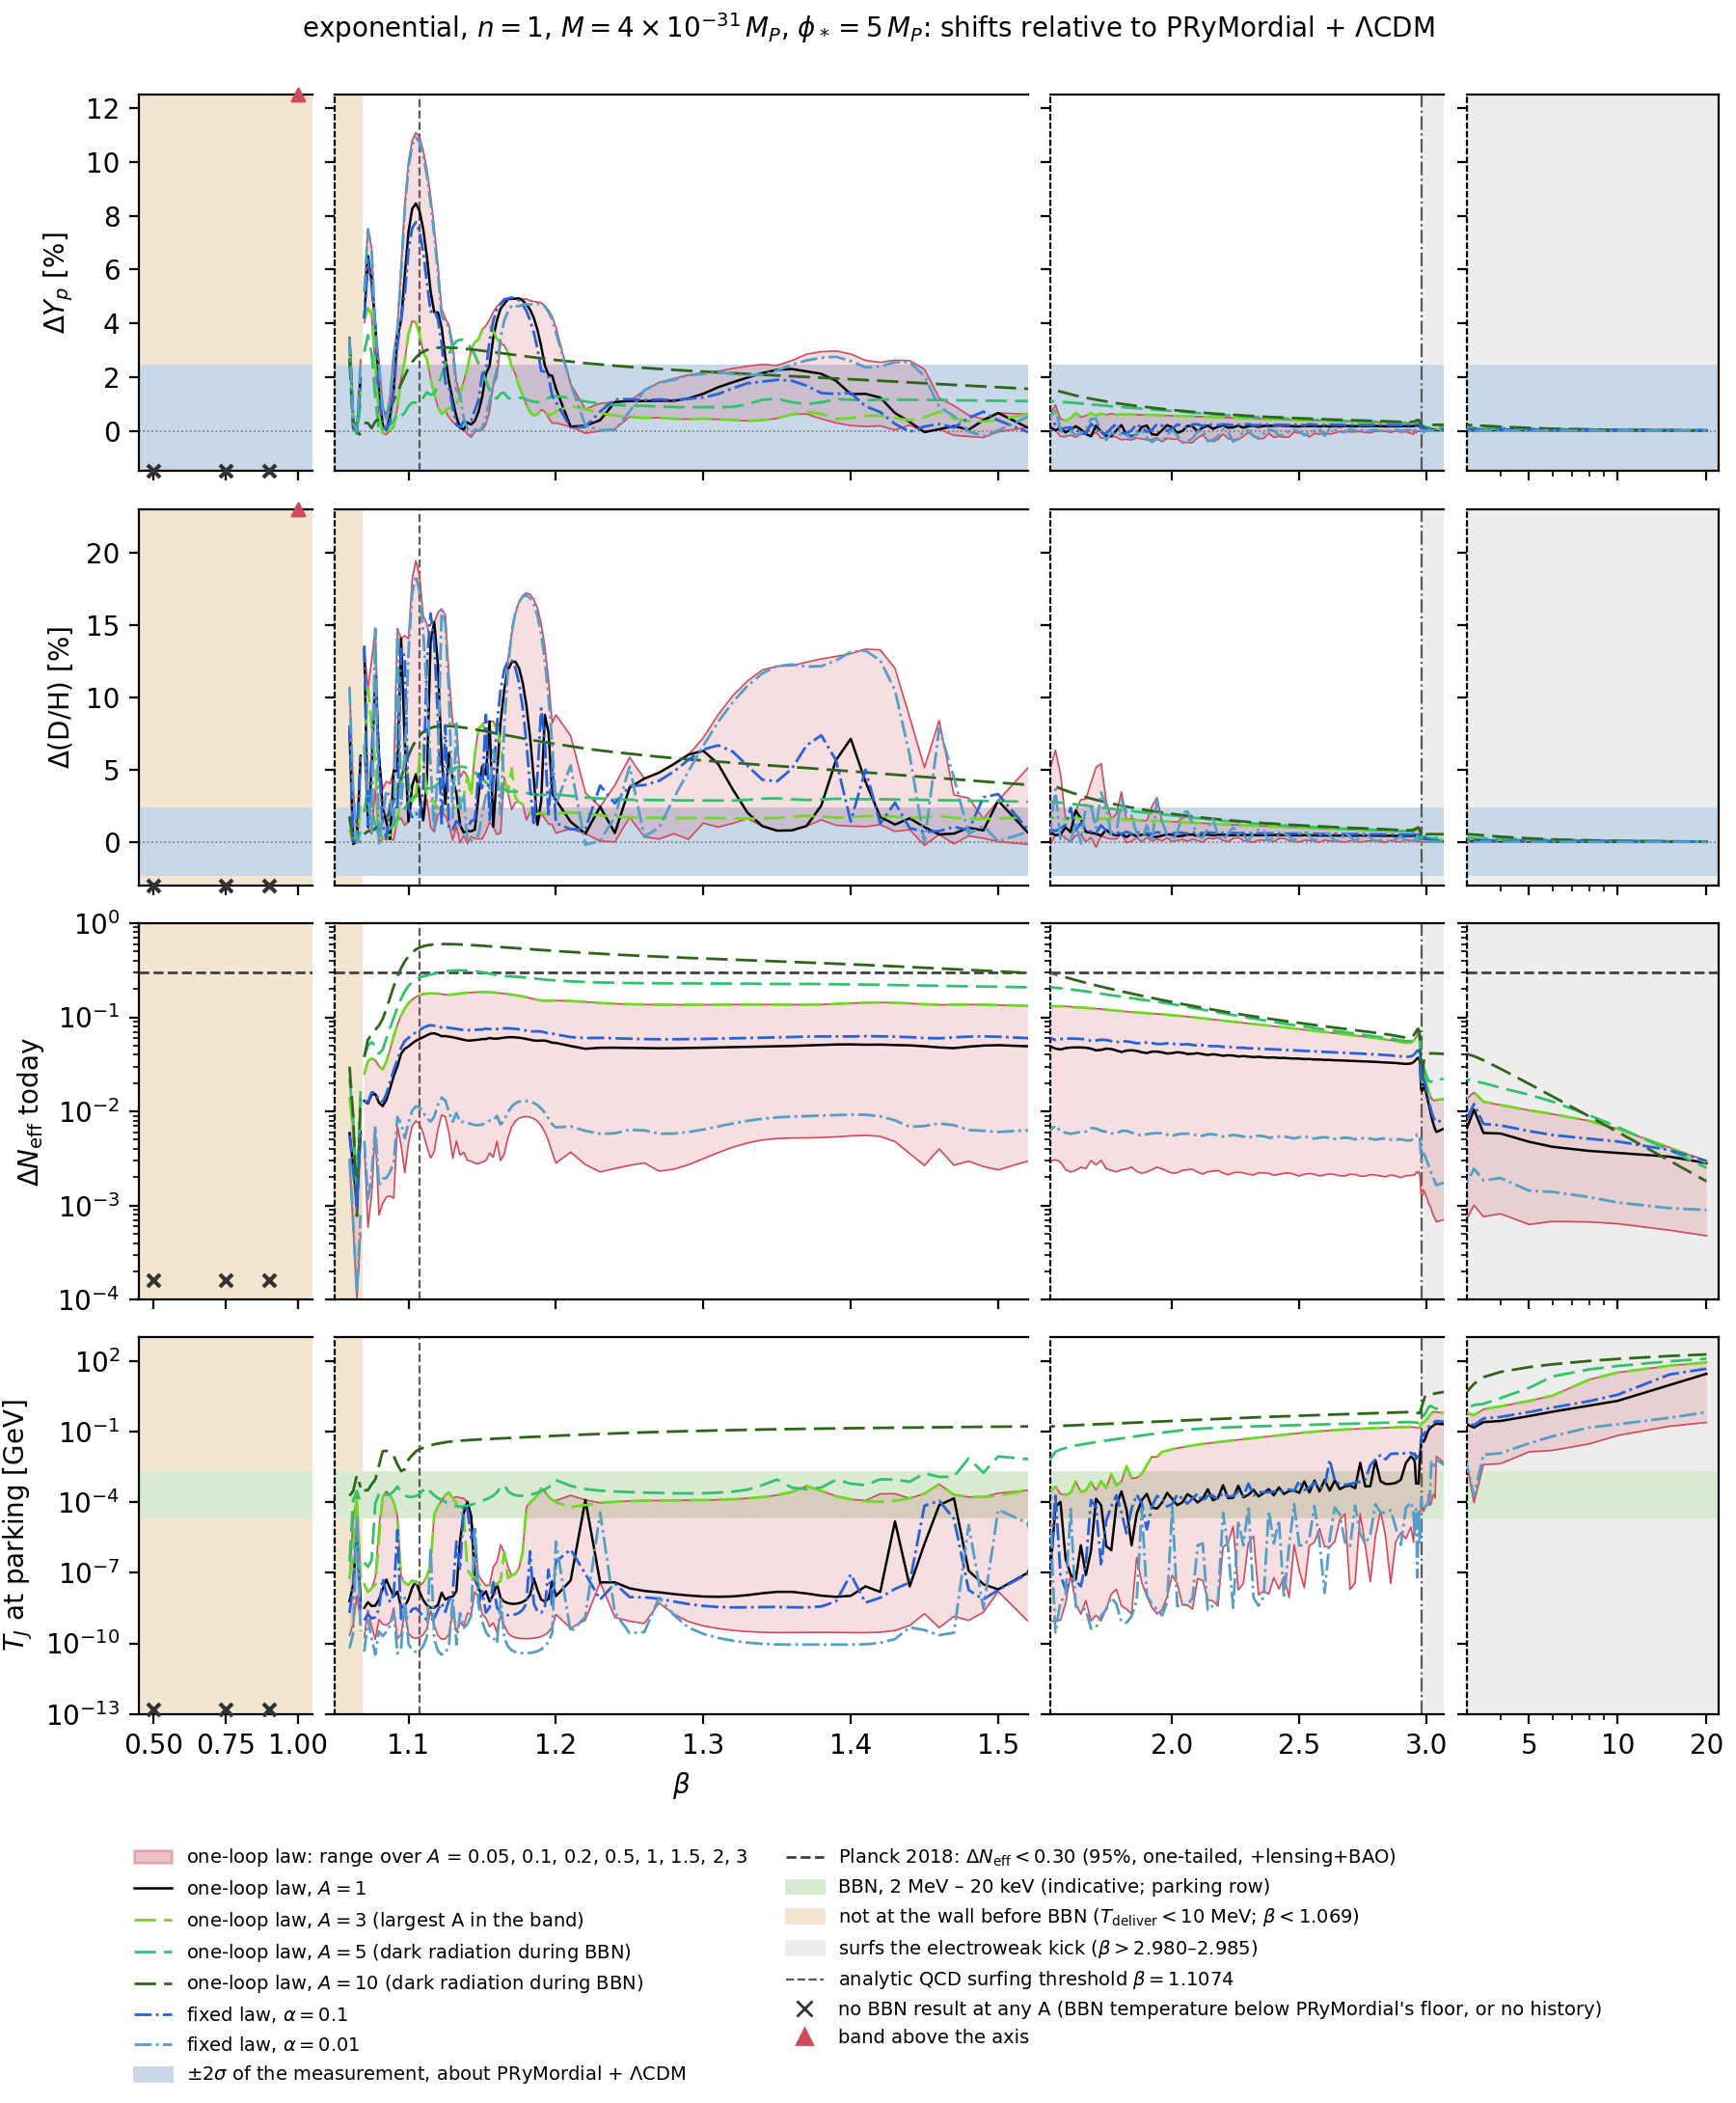 exponential, n = 1, M = 4 × 10⁻³¹ M_P, ϕ_* = 5 M_P: shifts relative to PRyMordial + ΛCDM
ΔY_p [%]
12
10
8
6
4
2
0
Δ(D/H) [%]
20
15
10
5
0
ΔN_eff today
10⁰
10⁻¹
10⁻²
10⁻³
10⁻⁴
T_J at parking [GeV]
10²
10⁻¹
10⁻⁴
10⁻⁷
10⁻¹⁰
10⁻¹³
0.50 0.75 1.00 1.1 1.2 1.3 1.4 1.5 2.0 2.5 3.0 5 10 20
β
one-loop law: range over A = 0.05, 0.1, 0.2, 0.5, 1, 1.5, 2, 3
one-loop law, A = 1
one-loop law, A = 3 (largest A in the band)
one-loop law, A = 5 (dark radiation during BBN)
one-loop law, A = 10 (dark radiation during BBN)
fixed law, α = 0.1
fixed law, α = 0.01
±2σ of the measurement, about PRyMordial + ΛCDM
Planck 2018: ΔN_eff < 0.30 (95%, one-tailed, +lensing+BAO)
BBN, 2 MeV – 20 keV (indicative; parking row)
not at the wall before BBN (T_deliver < 10 MeV; β < 1.069)
surfs the electroweak kick (β > 2.980–2.985)
analytic QCD surfing threshold β = 1.1074
no BBN result at any A (BBN temperature below PRyMordial's floor, or no history)
band above the axis